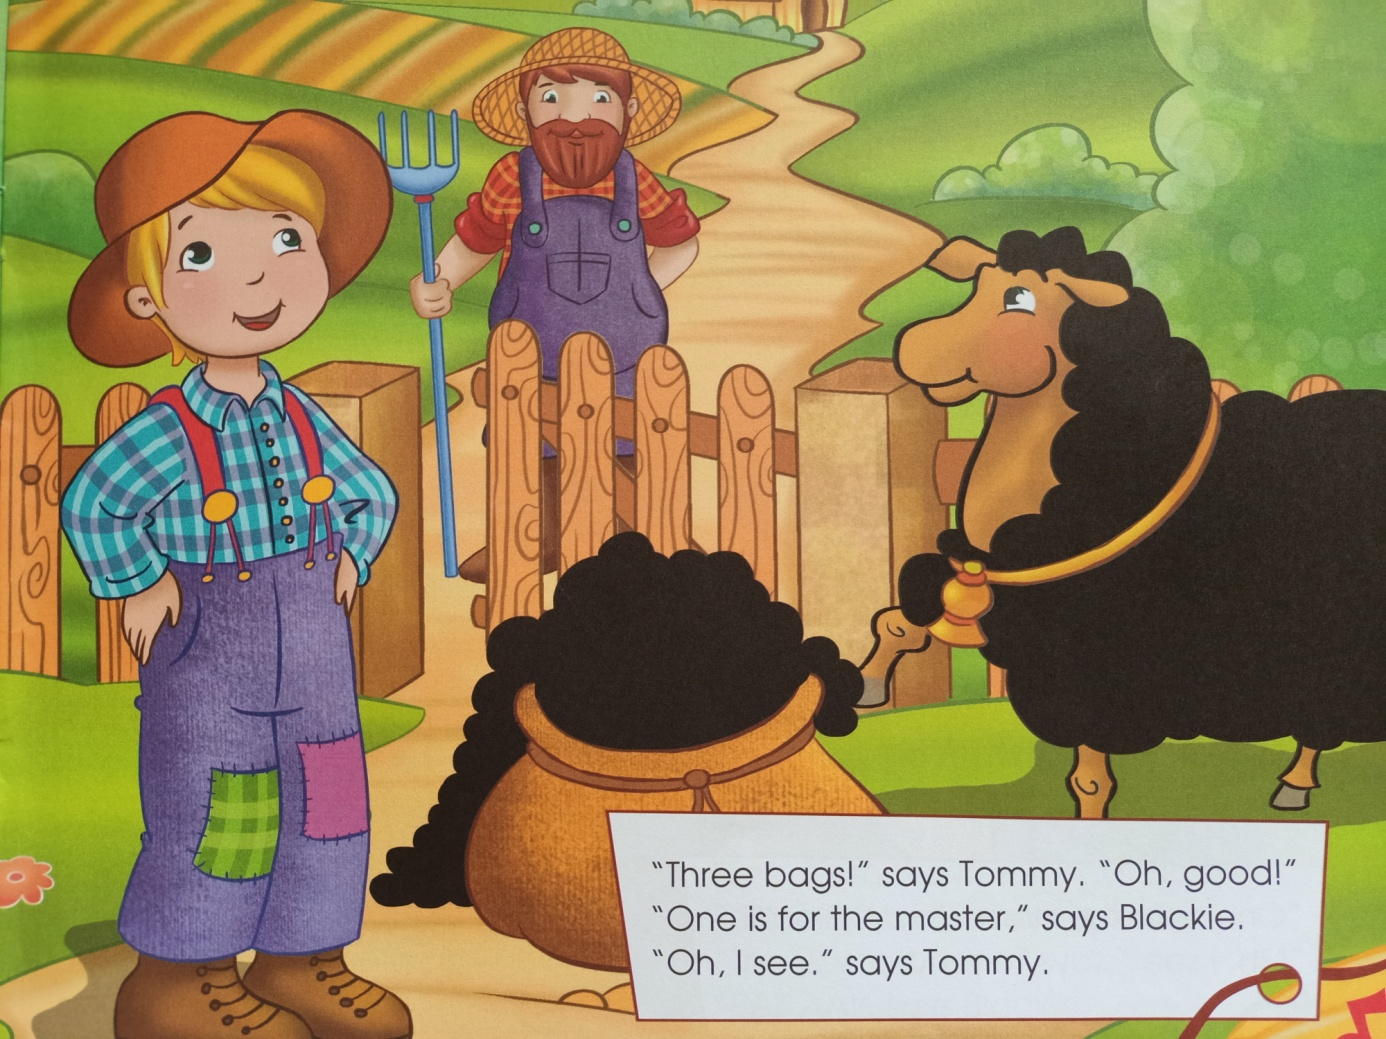 “Three bags!” says Tommy. “Oh, good!”
“One is for the master,” says Blackie.
“Oh, I see.” says Tommy.